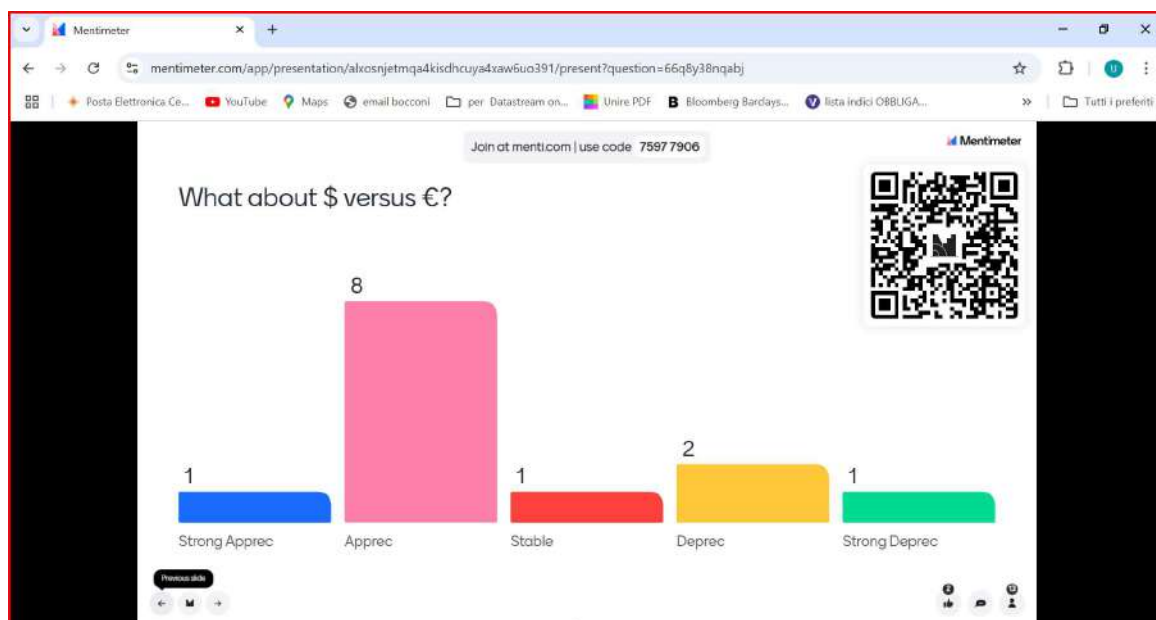 Mentimeter
mentimeter.com/app/presentation/alxosnjetmqa4kisdhcuya4xaw6uo391/present?question=66q8y38nqabj
Posta Elettronica Ce... YouTube Maps email bocconi per Datastream on... Unire PDF Bloomberg Barclays... lista indici OBBLIGA... » Tutti i preferiti
Join at menti.com | use code 7597 7906
Mentimeter
What about $ versus €?
8
2
1
1
1
Strong Apprec Apprec Stable Deprec Strong Deprec
Previous slide